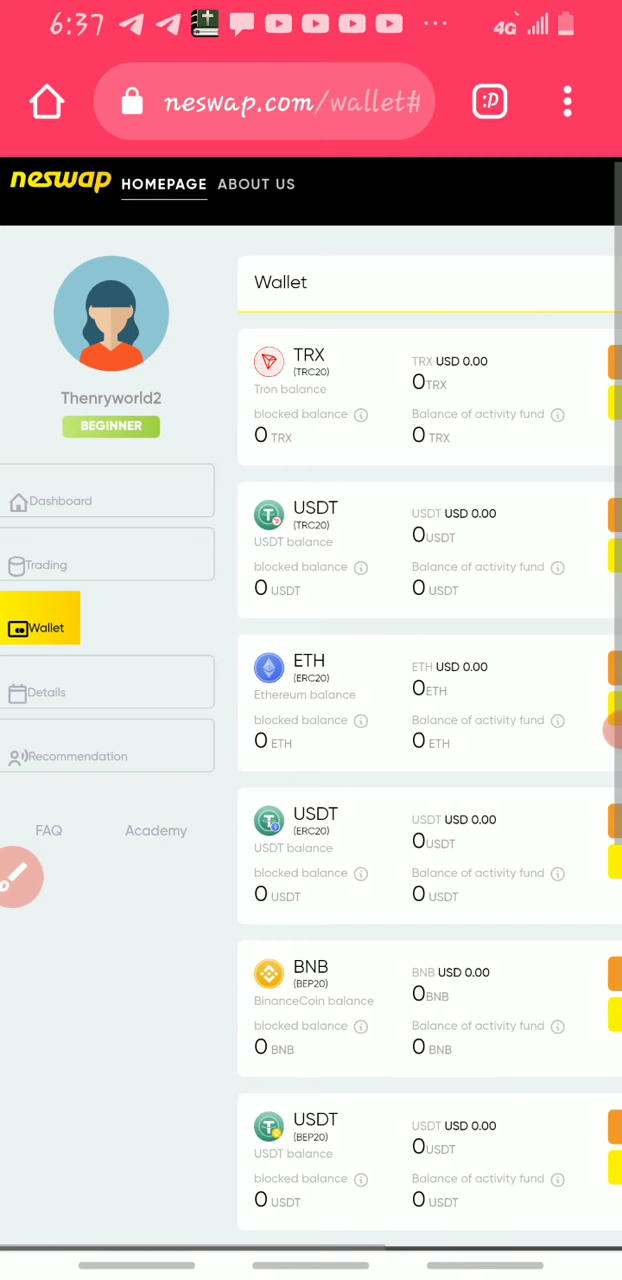 6:37
4G
neswap.com/wallet#
:D
neswap HOMEPAGE ABOUT US
Thenryworld2
BEGINNER
Dashboard
Trading
Wallet
Details
Recommendation
FAQ Academy
Wallet
TRX
(TRC20)
Tron balance
TRX USD 0.00
0TRX
blocked balance
0 TRX
Balance of activity fund
0 TRX
USDT
(TRC20)
USDT balance
USDT USD 0.00
0USDT
blocked balance
0 USDT
Balance of activity fund
0 USDT
ETH
(ERC20)
Ethereum balance
ETH USD 0.00
0ETH
blocked balance
0 ETH
Balance of activity fund
0 ETH
USDT
(ERC20)
USDT balance
USDT USD 0.00
0USDT
blocked balance
0 USDT
Balance of activity fund
0 USDT
BNB
(BEP20)
BinanceCoin balance
BNB USD 0.00
0BNB
blocked balance
0 BNB
Balance of activity fund
0 BNB
USDT
(BEP20)
USDT balance
USDT USD 0.00
0USDT
blocked balance
0 USDT
Balance of activity fund
0 USDT